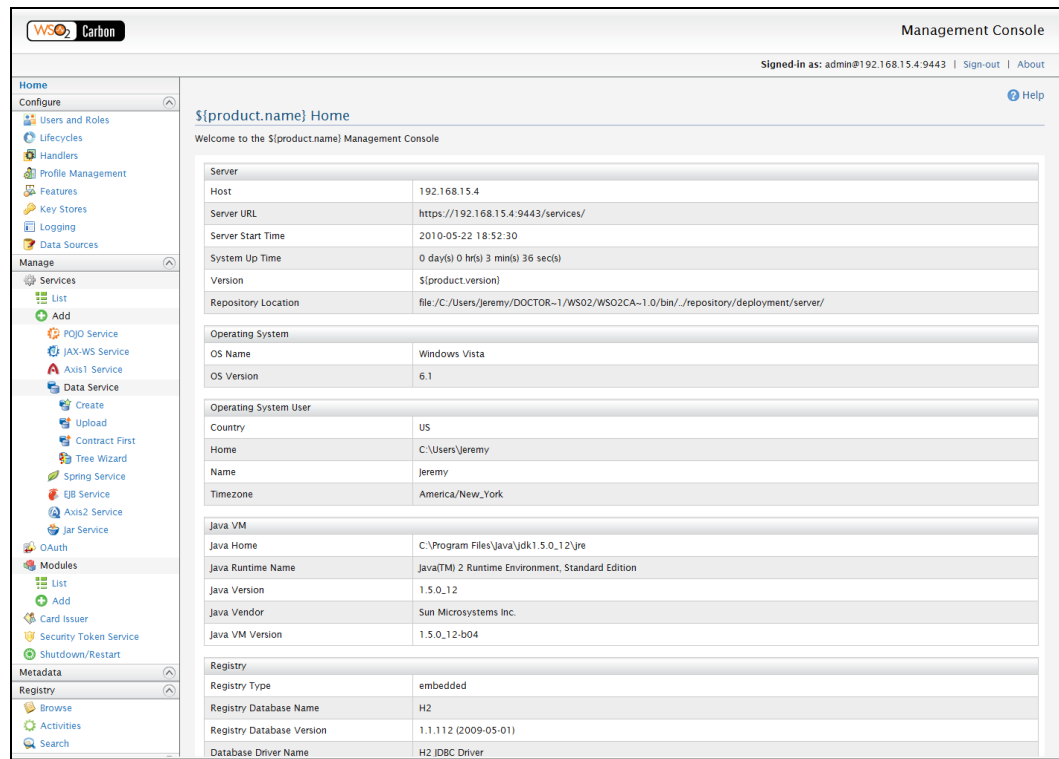 WSO2 Carbon
Management Console
Signed-in as: admin@192.168.15.4:9443 | Sign-out | About
Home
Configure
Users and Roles
Lifecycles
Handlers
Profile Management
Features
Key Stores
Logging
Data Sources
Manage
Services
List
Add
POJO Service
JAX-WS Service
Axis1 Service
Data Service
Create
Upload
Contract First
Tree Wizard
Spring Service
EJB Service
Axis2 Service
Jar Service
OAuth
Modules
List
Add
Card Issuer
Security Token Service
Shutdown/Restart
Metadata
Registry
Browse
Activities
Search
Help
${product.name} Home
Welcome to the ${product.name} Management Console
Server
Host 192.168.15.4
Server URL https://192.168.15.4:9443/services/
Server Start Time 2010-05-22 18:52:30
System Up Time 0 day(s) 0 hr(s) 3 min(s) 36 sec(s)
Version ${product.version}
Repository Location file:/C:/Users/Jeremy/DOCTOR~1/WSO2/WSO2CA~1.0/bin/../repository/deployment/server/
Operating System
OS Name Windows Vista
OS Version 6.1
Operating System User
Country US
Home C:\Users\Jeremy
Name Jeremy
Timezone America/New_York
Java VM
Java Home C:\Program Files\Java\jdk1.5.0_12\jre
Java Runtime Name Java(TM) 2 Runtime Environment, Standard Edition
Java Version 1.5.0_12
Java Vendor Sun Microsystems Inc.
Java VM Version 1.5.0_12-b04
Registry
Registry Type embedded
Registry Database Name H2
Registry Database Version 1.1.112 (2009-05-01)
Database Driver Name H2 JDBC Driver